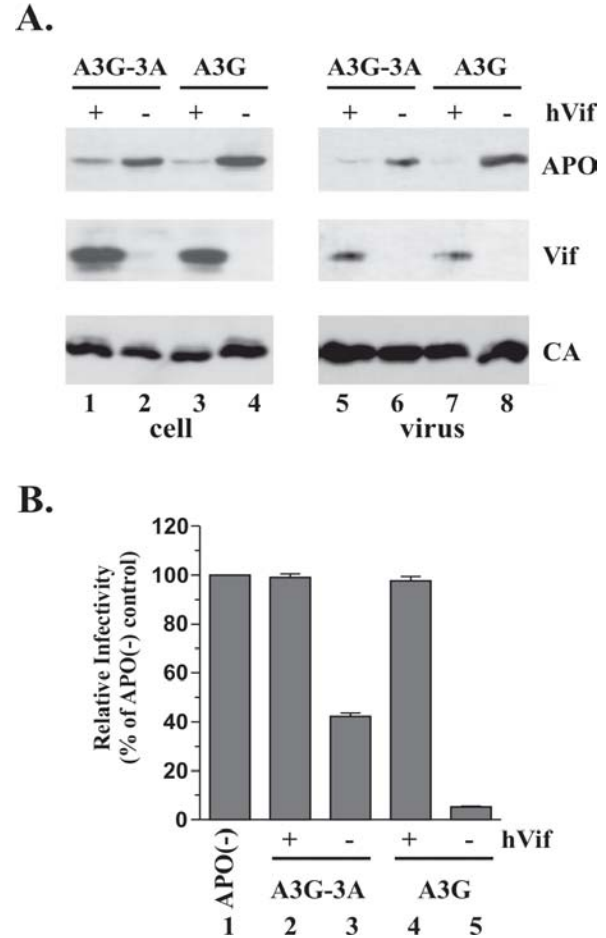 A.
A3G-3A A3G A3G-3A A3G
+ - + - + - + - hVif
APO
Vif
CA
1 2 3 4 5 6 7 8
cell virus
B.
Relative Infectivity
(% of APO(-) control)
120
100
80
60
40
20
0
APO(-) + - + - hVif
A3G-3A A3G
1 2 3 4 5